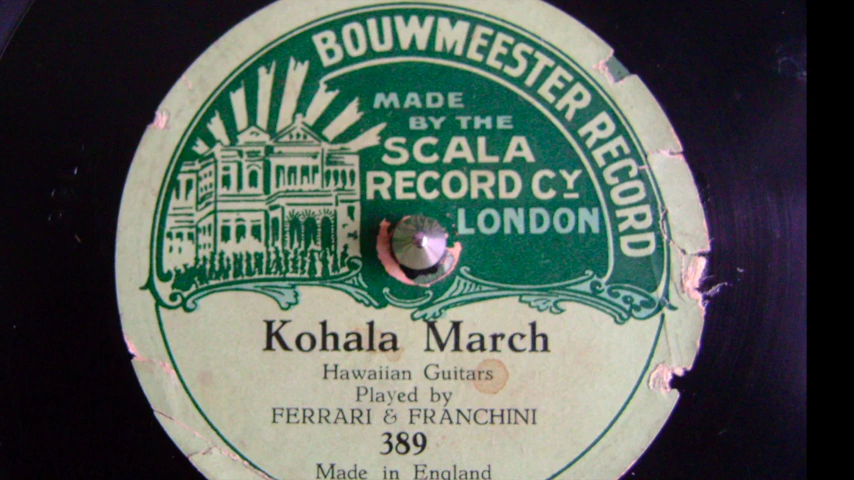 BOUWMEESTER RECORD
MADE
BY THE
SCALA
RECORD CY
LONDON
Kohala March
Hawaiian Guitars
Played by
FERRARI & FRANCHINI
389
Made in England